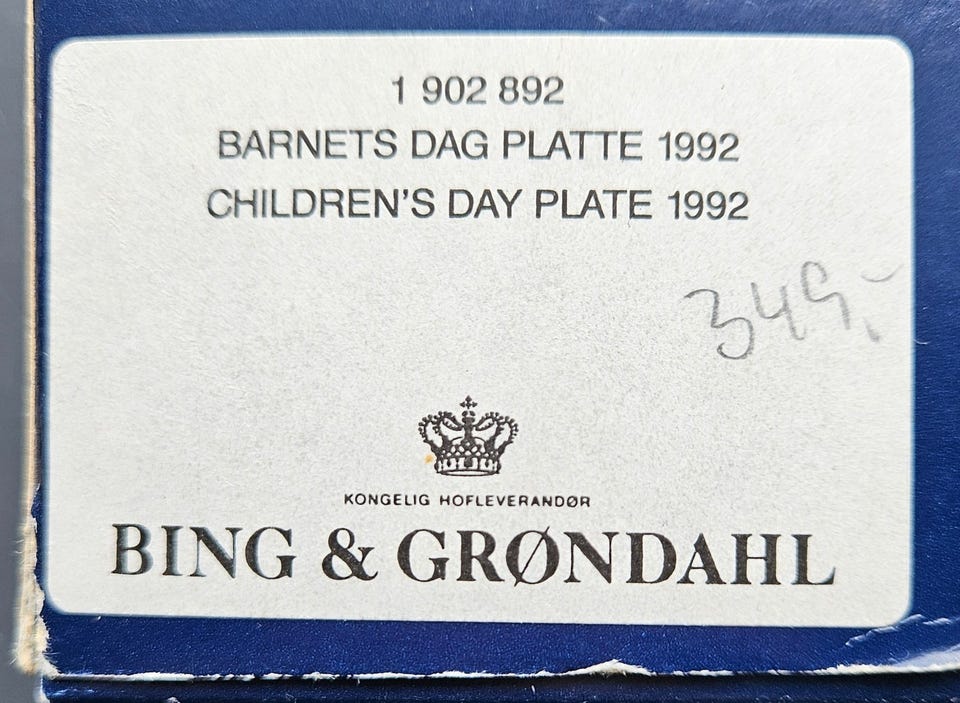 1 902 892
BARNETS DAG PLATTE 1992
CHILDREN'S DAY PLATE 1992
349,-
KONGELIG HOFLEVERANDØR
BING & GRØNDAHL